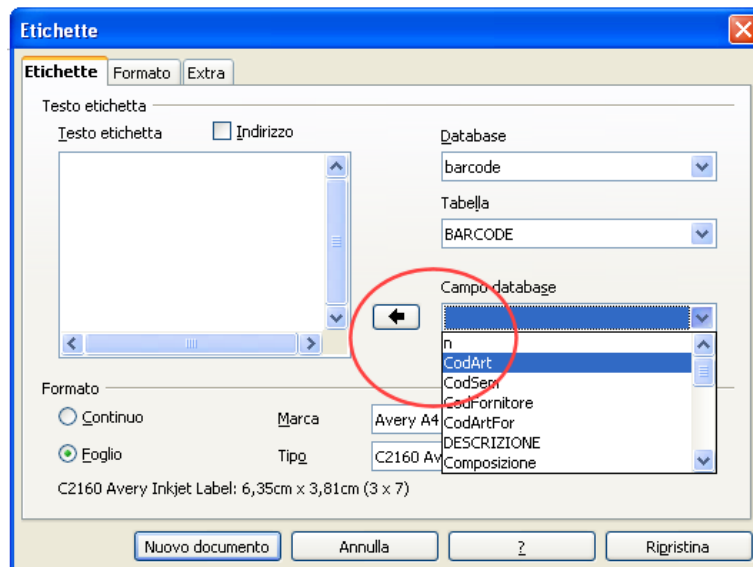 Etichette
Etichette Formato Extra
Testo etichetta
Testo etichetta Indirizzo
Database
barcode
Tabella
BARCODE
Campo database
n
CodArt
CodSem
CodFornitore
CodArtFor
DESCRIZIONE
Composizione
Formato
Continuo
Foglio
Marca
Avery A4
Tipo
C2160 Av
C2160 Avery Inkjet Label: 6,35cm x 3,81cm (3 x 7)
Nuovo documento Annulla ? Ripristina